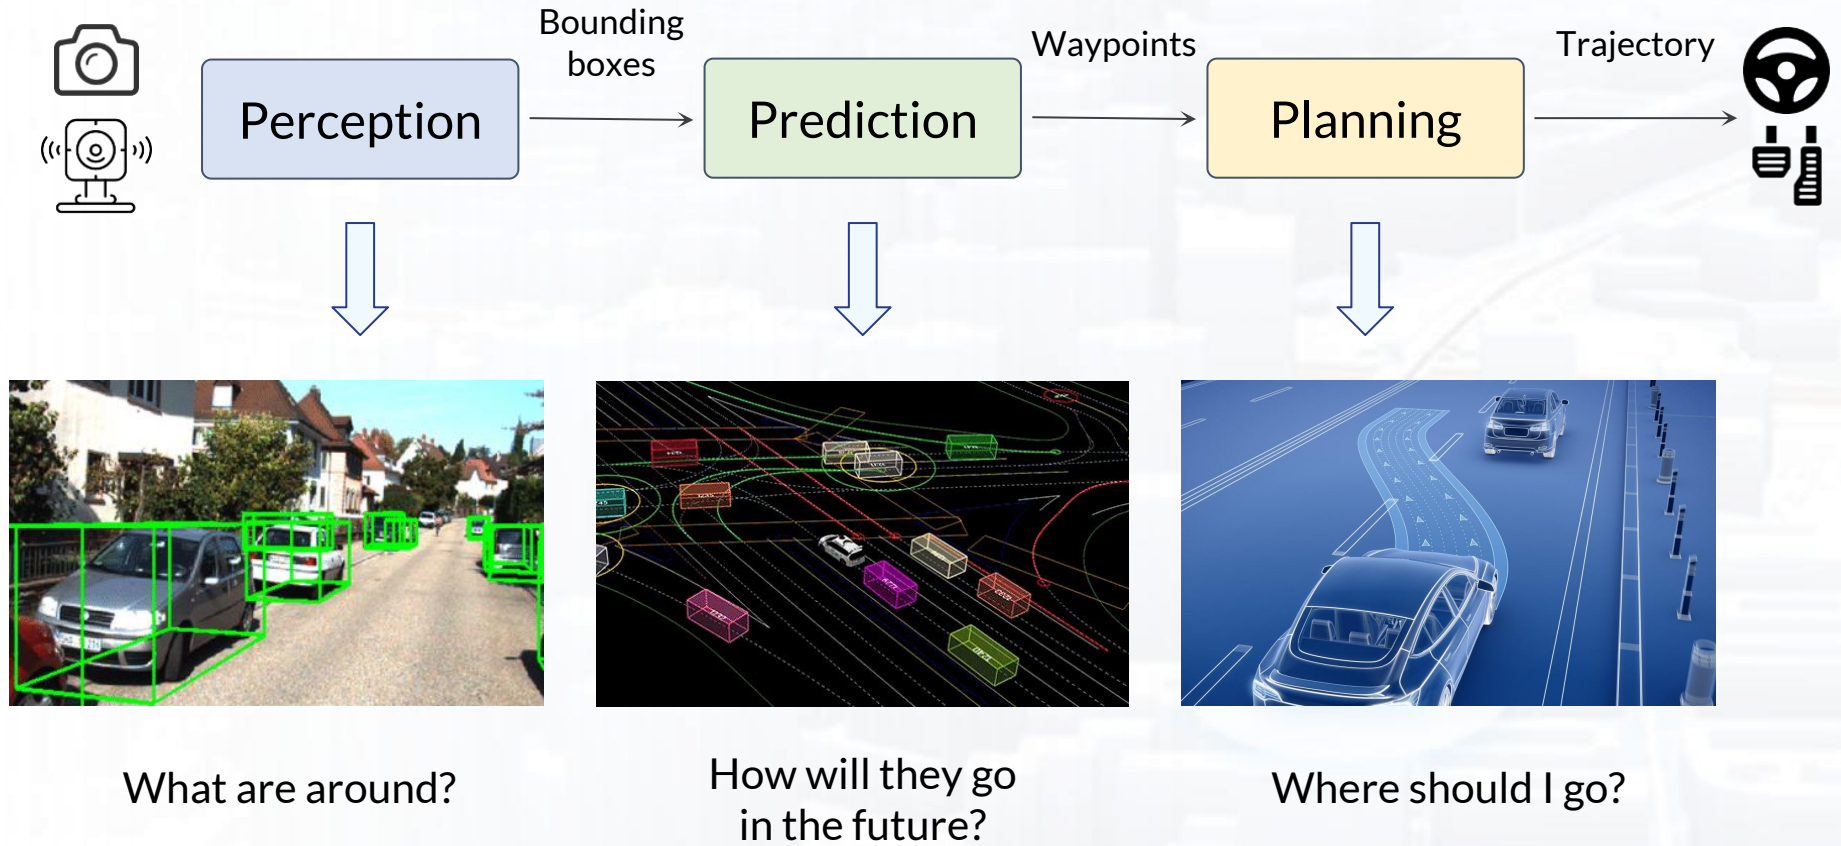 Bounding
boxes
Waypoints
Trajectory
Perception
Prediction
Planning
What are around?
How will they go
in the future?
Where should I go?